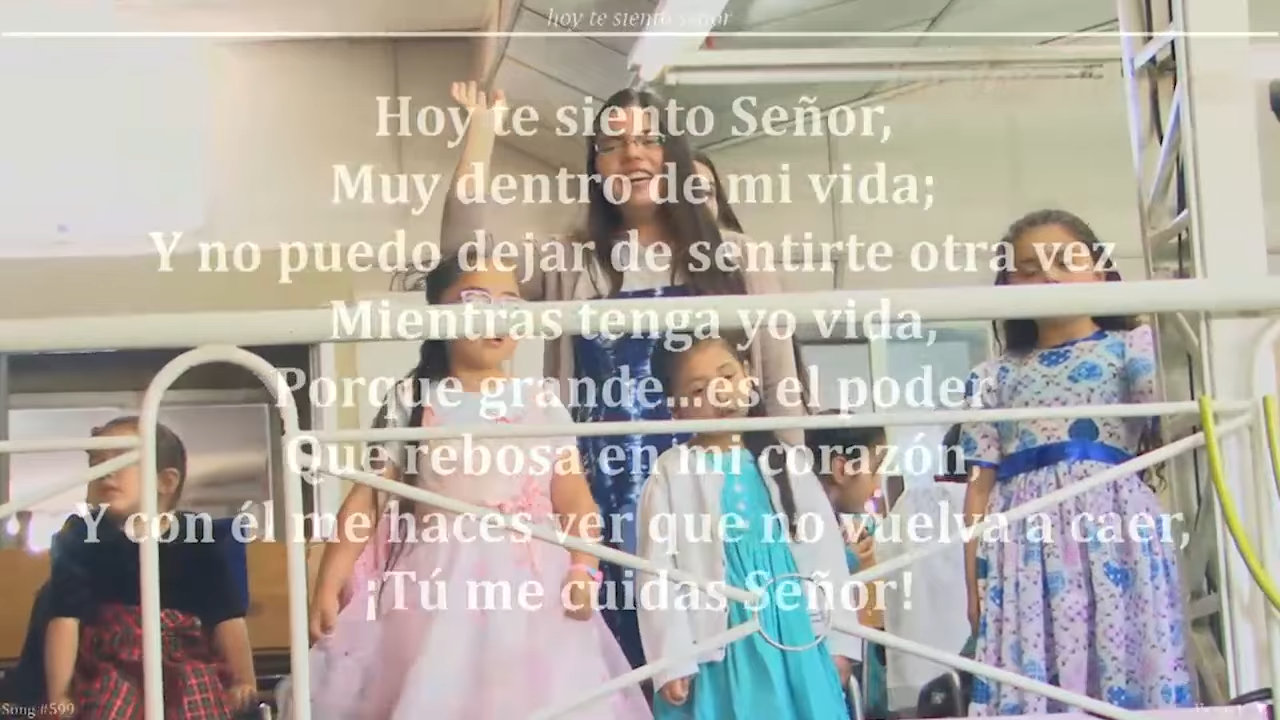 hoy te siento señor
Hoy te siento Señor,
Muy dentro de mi vida;
Y no puedo dejar de sentirte otra vez
Mientras tenga yo vida,
Porque grande...es el poder
Que rebosa en mi corazón,
Y con él me haces ver que no vuelva a caer,
¡Tú me cuidas Señor!
Song #599